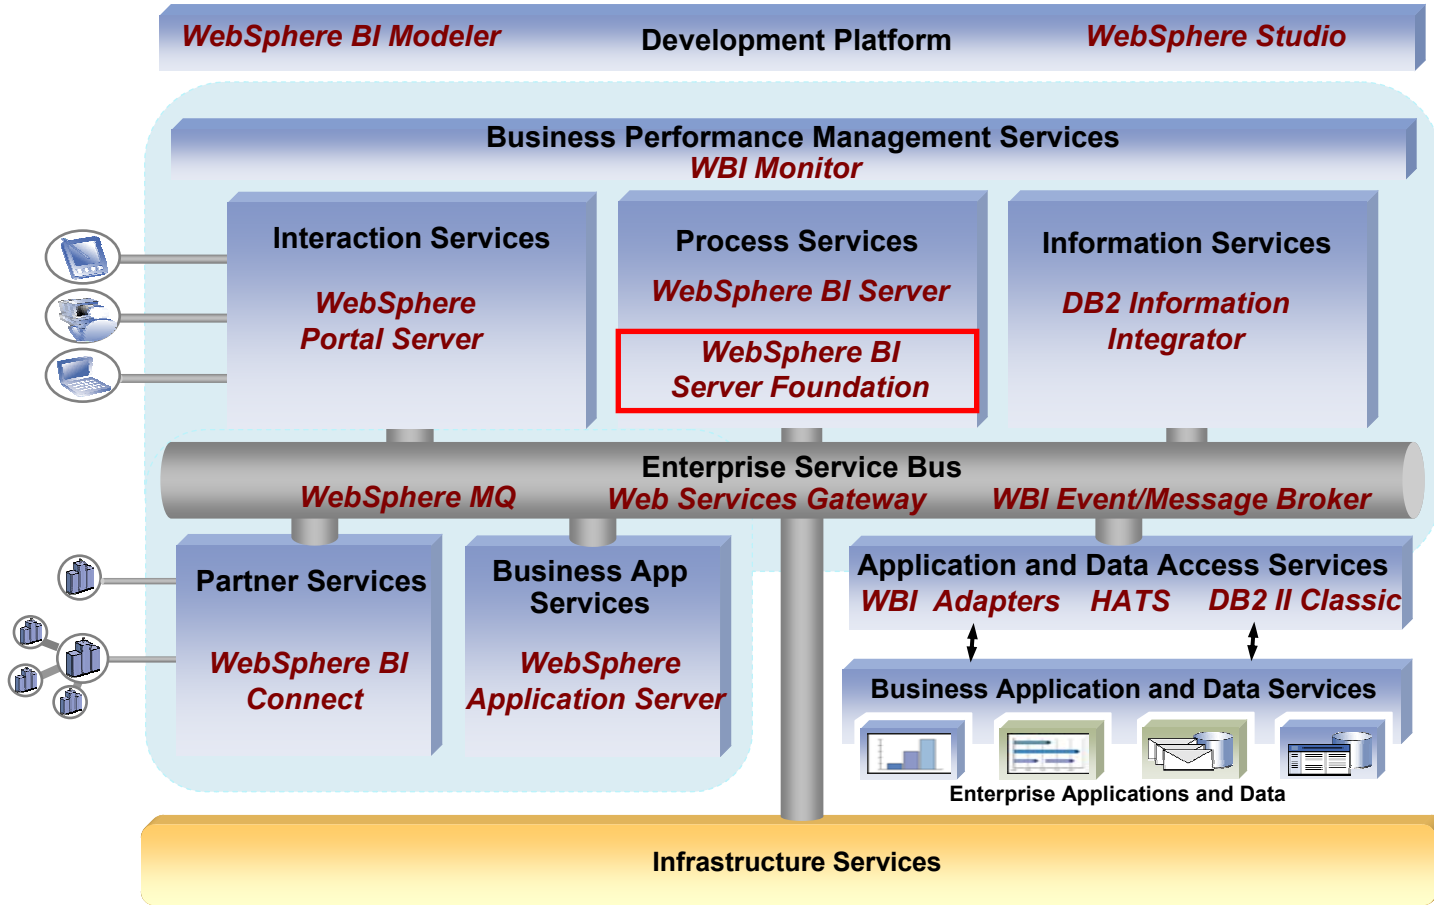 WebSphere BI Modeler
Development Platform
WebSphere Studio
Business Performance Management Services
WBI Monitor
Interaction Services
WebSphere
Portal Server
Process Services
WebSphere BI Server
WebSphere BI
Server Foundation
Information Services
DB2 Information
Integrator
Enterprise Service Bus
WebSphere MQ
Web Services Gateway
WBI Event/Message Broker
Partner Services
WebSphere BI
Connect
Business App
Services
WebSphere
Application Server
Application and Data Access Services
WBI Adapters
HATS
DB2 II Classic
Business Application and Data Services
Enterprise Applications and Data
Infrastructure Services